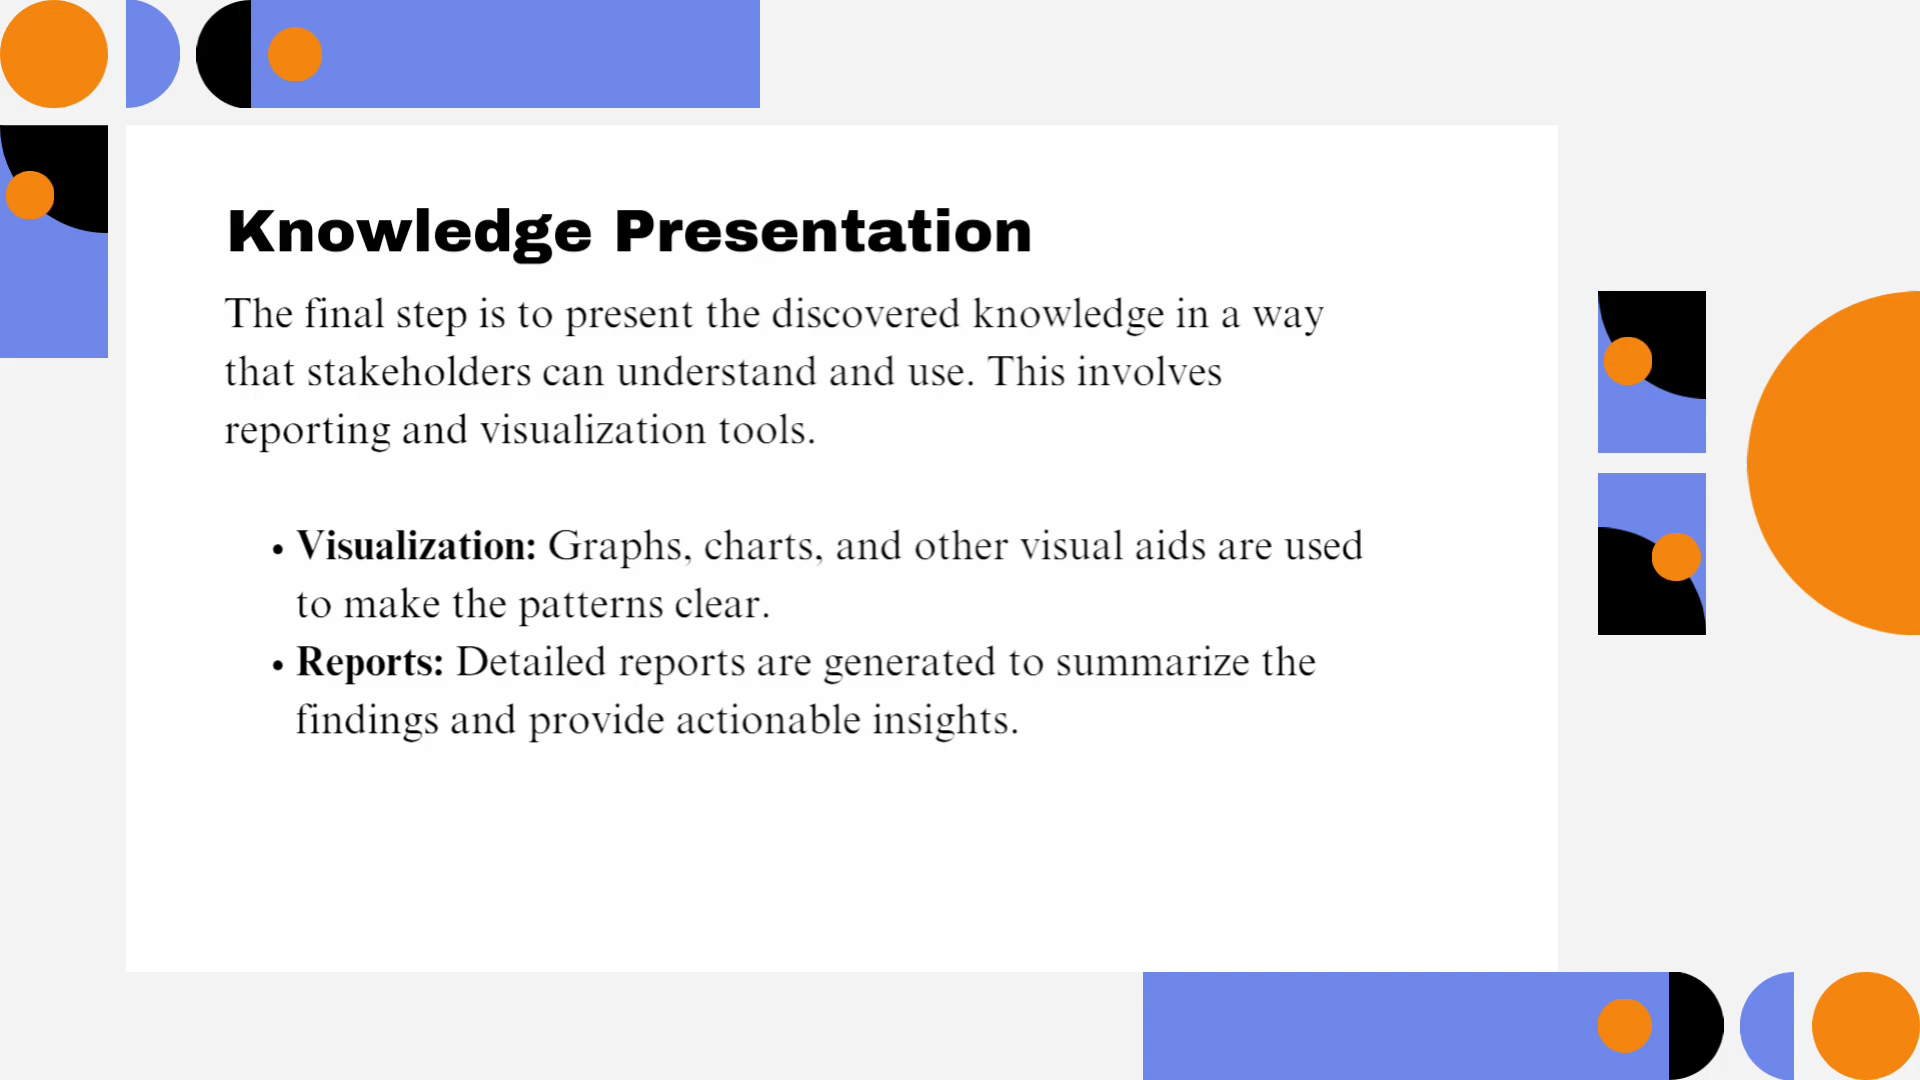 Knowledge Presentation
The final step is to present the discovered knowledge in a way
that stakeholders can understand and use. This involves
reporting and visualization tools.
• Visualization: Graphs, charts, and other visual aids are used
to make the patterns clear.
• Reports: Detailed reports are generated to summarize the
findings and provide actionable insights.